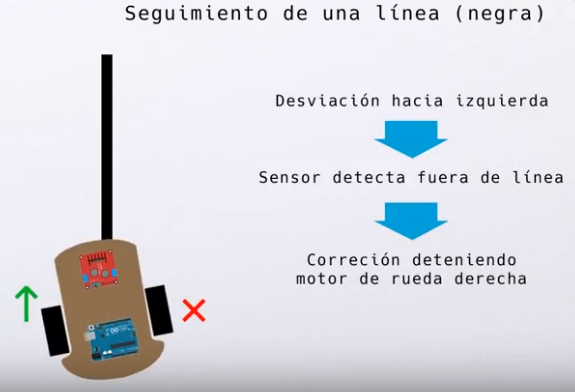 Seguimiento de una línea (negra)
Desviación hacia izquierda
Sensor detecta fuera de línea
Correción deteniendo
motor de rueda derecha